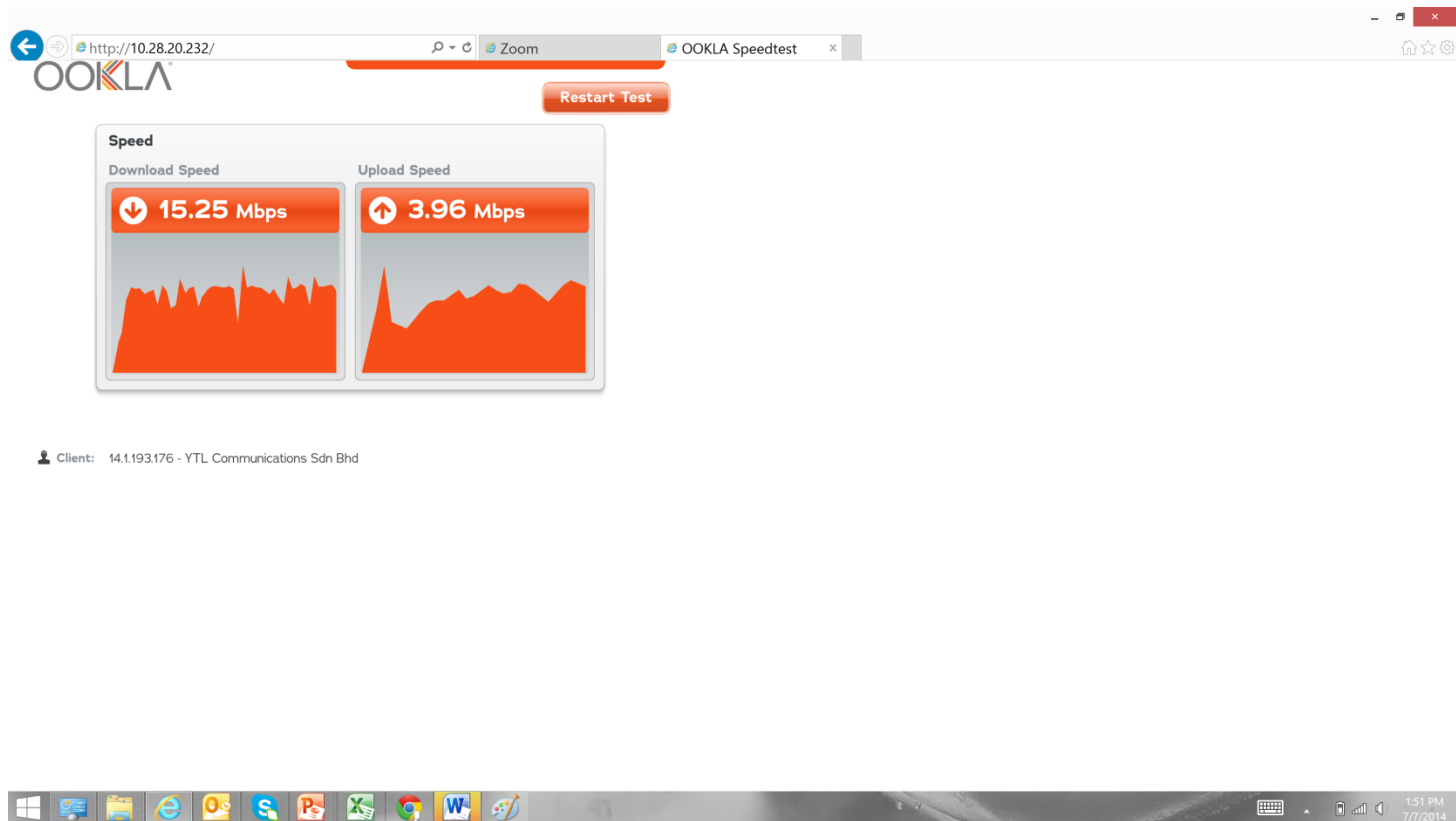 http://10.28.20.232/
Zoom
OOKLA Speedtest
OOKLA
Restart Test
Speed
Download Speed
Upload Speed
15.25 Mbps
3.96 Mbps
Client: 14.1.193.176 - YTL Communications Sdn Bhd
1:51 PM
7/7/2014